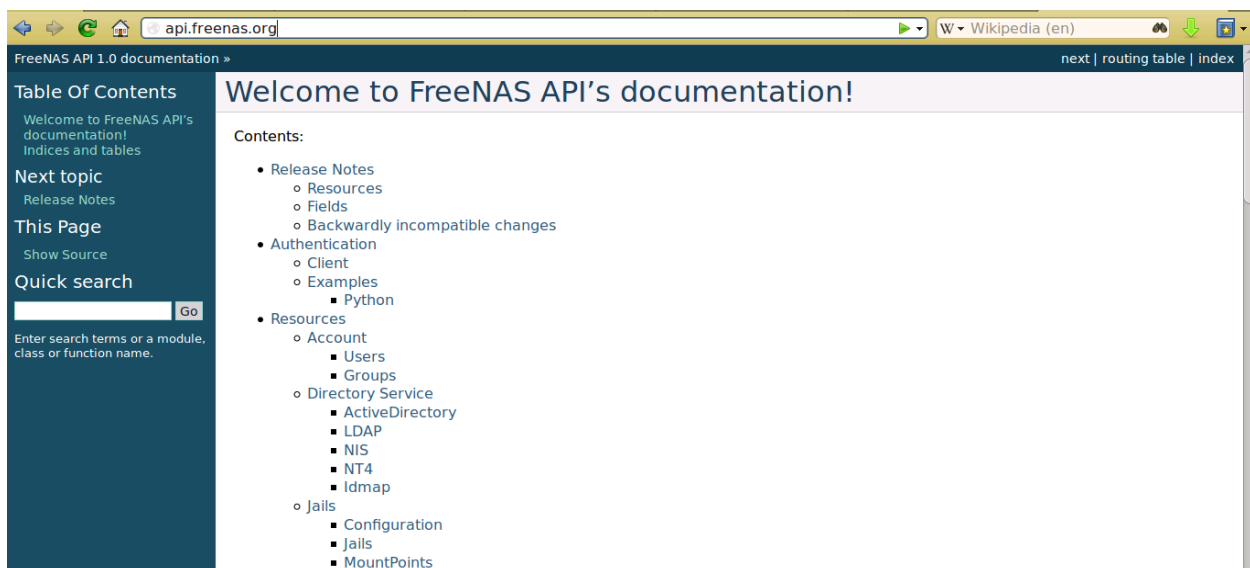 api.freenas.org
W Wikipedia (en)
FreeNAS API 1.0 documentation »
next | routing table | index
Table Of Contents
Welcome to FreeNAS API's
documentation!
Indices and tables
Next topic
Release Notes
This Page
Show Source
Quick search
Go
Enter search terms or a module,
class or function name.
Welcome to FreeNAS API's documentation!
Contents:
Release Notes
Resources
Fields
Backwardly incompatible changes
Authentication
Client
Examples
Python
Resources
Account
Users
Groups
Directory Service
ActiveDirectory
LDAP
NIS
NT4
Idmap
Jails
Configuration
Jails
MountPoints